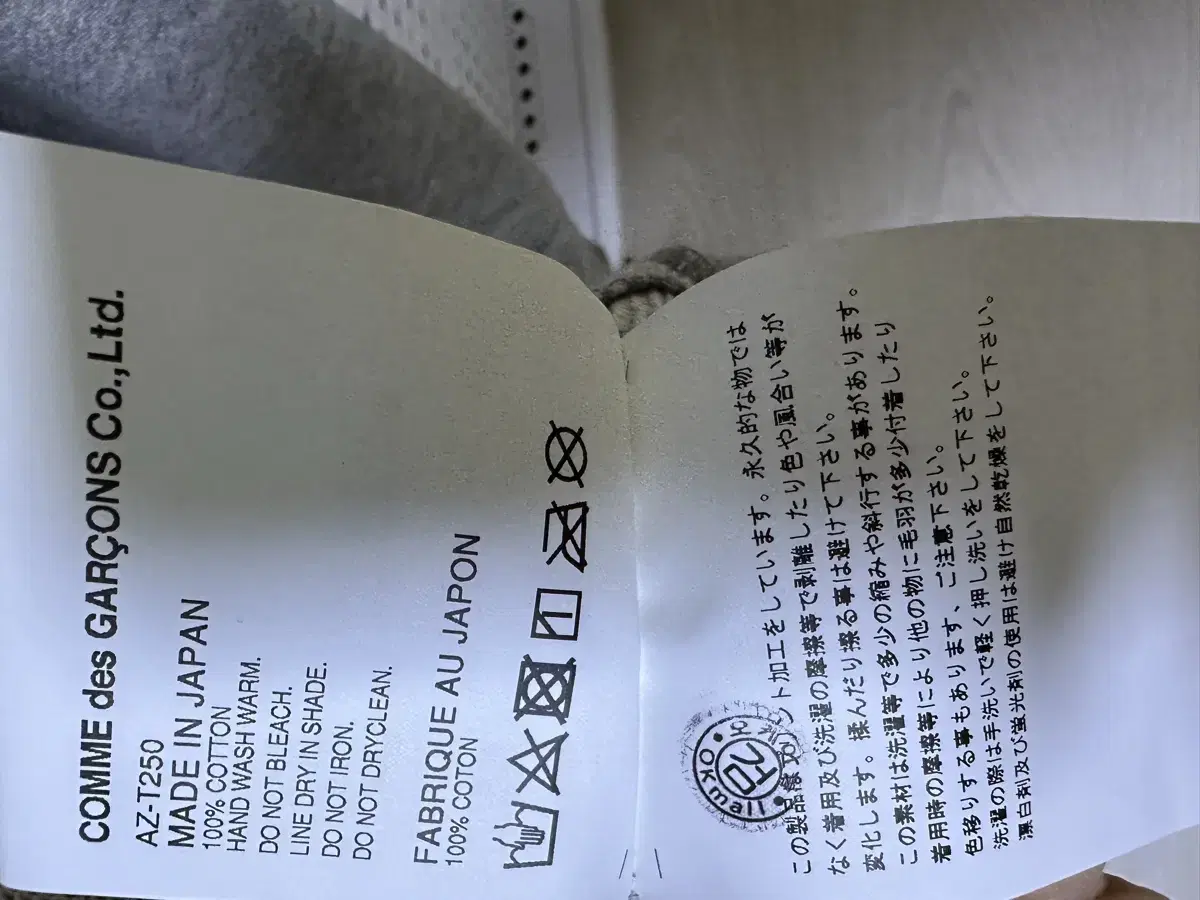 COMME des GARÇONS Co.,Ltd.
AZ-T250
MADE IN JAPAN
100% COTTON
HAND WASH WARM.
DO NOT BLEACH.
LINE DRY IN SHADE.
DO NOT IRON.
DO NOT DRYCLEAN.
FABRIQUE AU JAPON
100% COTON
OKmall
この製品は ト加工をしています。永久的な物では
なく着用及び洗濯の摩擦等で剥離したり色や風合い等が
変化します。揉んだり擦る事は避けて下さい。
この素材は洗濯等で多少の縮みや斜行する事があります。
着用時の摩擦等により他の物に毛羽が多少付着したり
色移りする事もあります、ご注意下さい。
洗濯の際は手洗いで軽く押し洗いをして下さい。
漂白剤及び蛍光剤の使用は避け自然乾燥をして下さい。